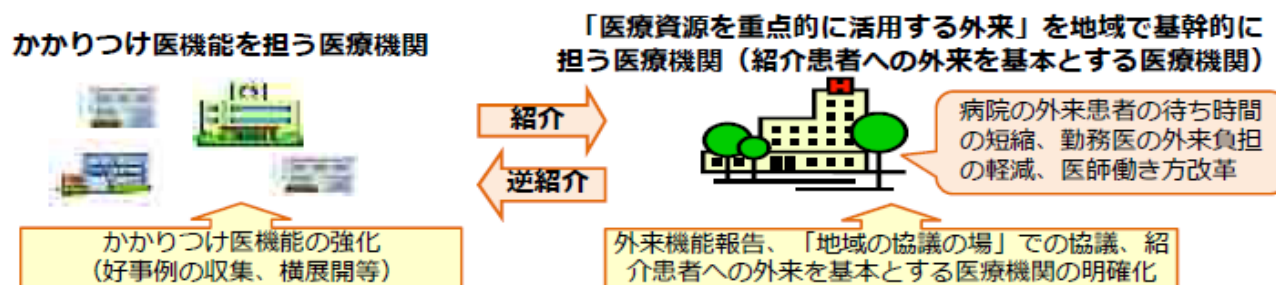 かかりつけ医機能を担う医療機関
「医療資源を重点的に活用する外来」を地域で基幹的に
担う医療機関（紹介患者への外来を基本とする医療機関）
紹介
逆紹介
H
病院の外来患者の待ち時間
の短縮、勤務医の外来負担
の軽減、医師働き方改革
かかりつけ医機能の強化
（好事例の収集、横展開等）
外来機能報告、「地域の協議の場」での協議、紹
介患者への外来を基本とする医療機関の明確化